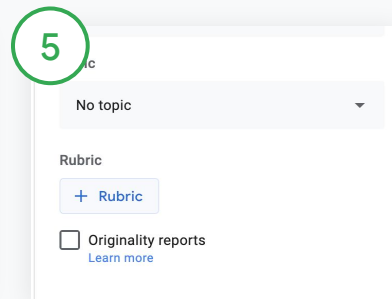 5
No topic
Rubric
+ Rubric
Originality reports
Learn more